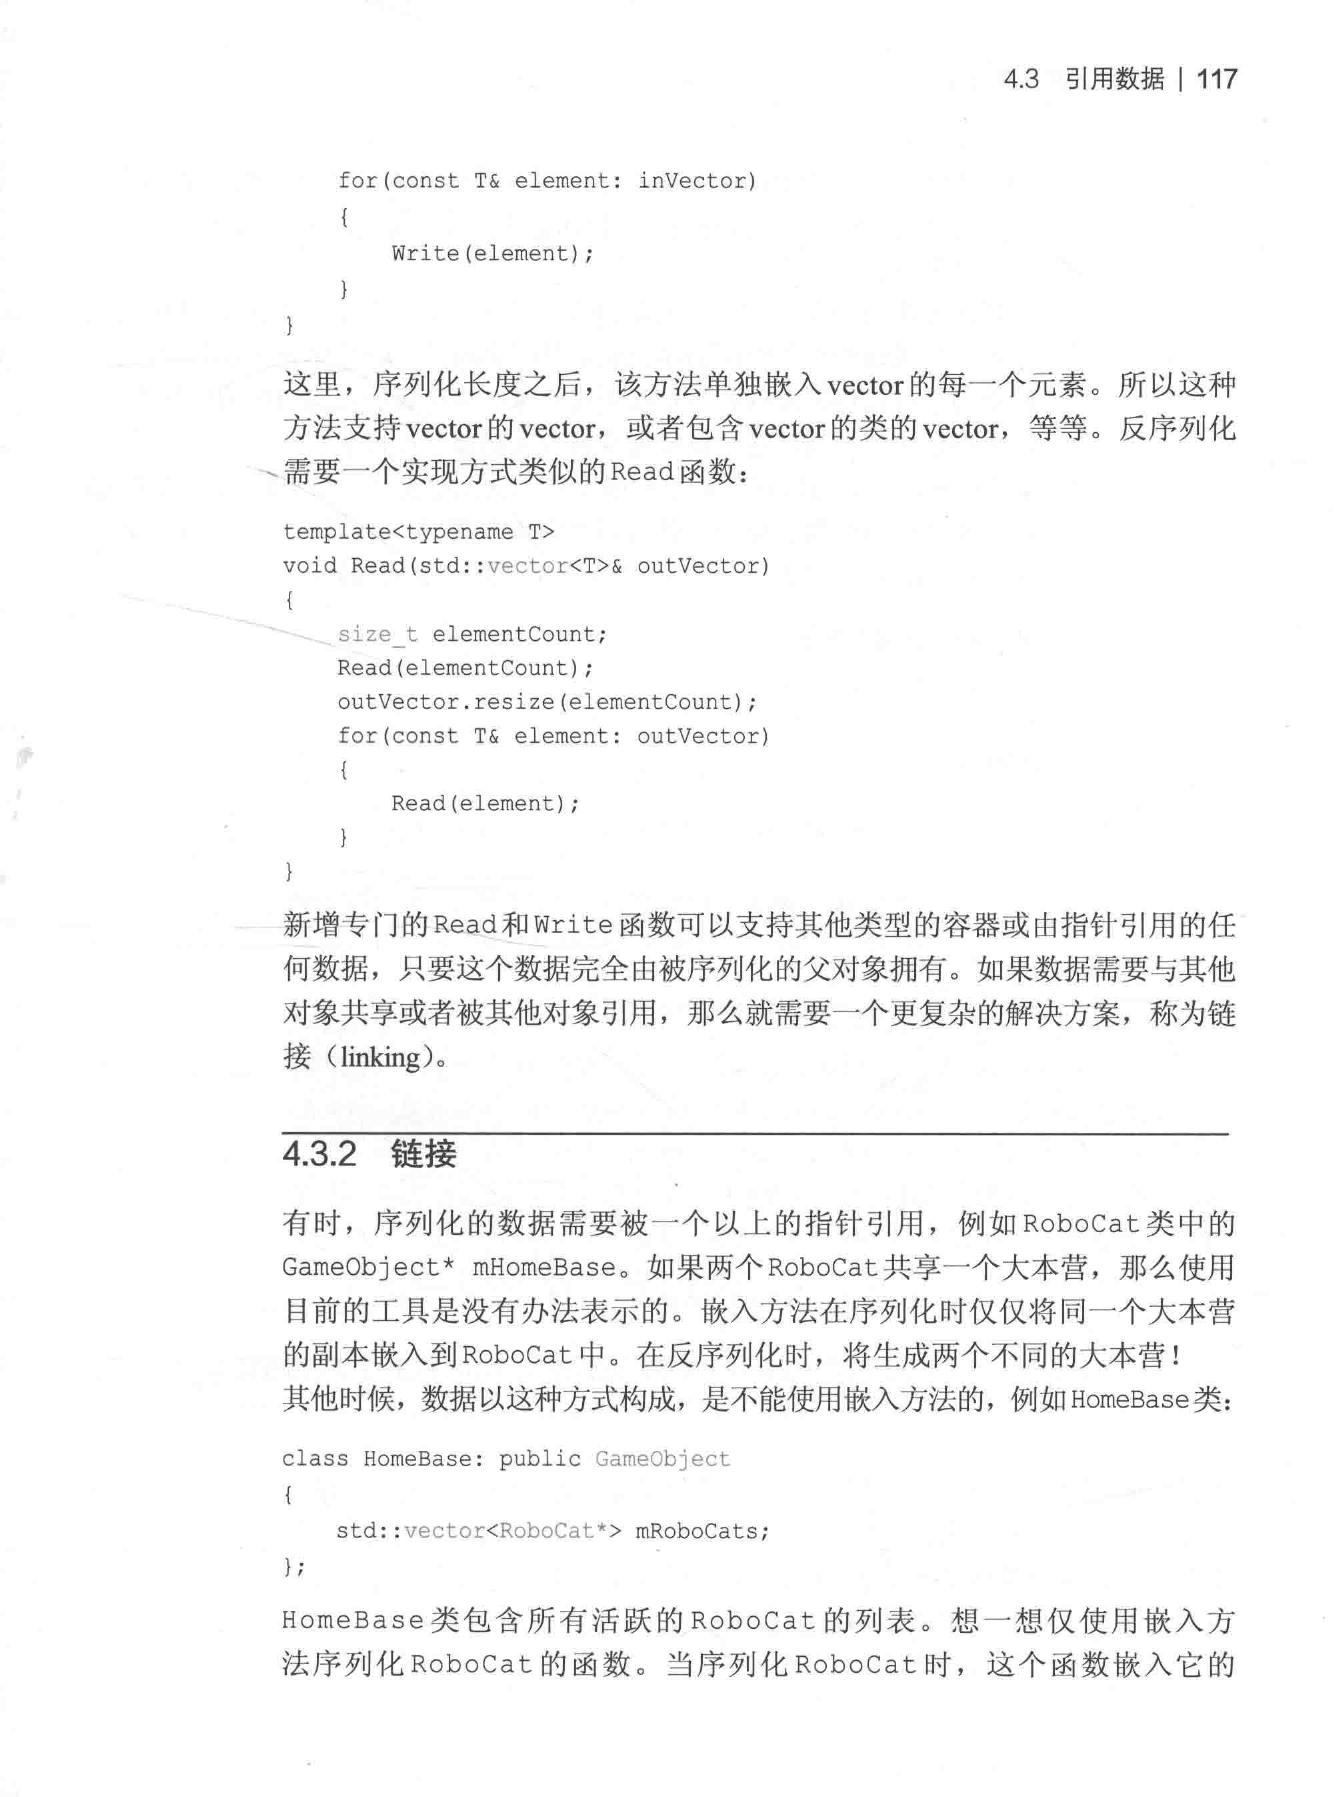 4.3 引用数据 | 117
for(const T& element: inVector)
{
Write(element);
}
}
这里，序列化长度之后，该方法单独嵌入vector的每一个元素。所以这种
方法支持vector的vector，或者包含vector的类的vector，等等。反序列化
需要一个实现方式类似的Read函数：
template<typename T>
void Read(std::vector<T>& outVector)
{
size_t elementCount;
Read(elementCount);
outVector.resize(elementCount);
for(const T& element: outVector)
{
Read(element);
}
}
新增专门的Read和Write函数可以支持其他类型的容器或由指针引用的任
何数据，只要这个数据完全由被序列化的父对象拥有。如果数据需要与其他
对象共享或者被其他对象引用，那么就需要一个更复杂的解决方案，称为链
接（linking）。
4.3.2 链接
有时，序列化的数据需要被一个以上的指针引用，例如RoboCat类中的
GameObject* mHomeBase。如果两个RoboCat共享一个大本营，那么使用
目前的工具是没有办法表示的。嵌入方法在序列化时仅仅将同一个大本营
的副本嵌入到RoboCat中。在反序列化时，将生成两个不同的大本营！
其他时候，数据以这种方式构成，是不能使用嵌入方法的，例如HomeBase类：
class HomeBase: public GameObject
{
std::vector<RoboCat*> mRoboCats;
};
HomeBase类包含所有活跃的RoboCat的列表。想一想仅使用嵌入方
法序列化RoboCat的函数。当序列化RoboCat时，这个函数嵌入它的